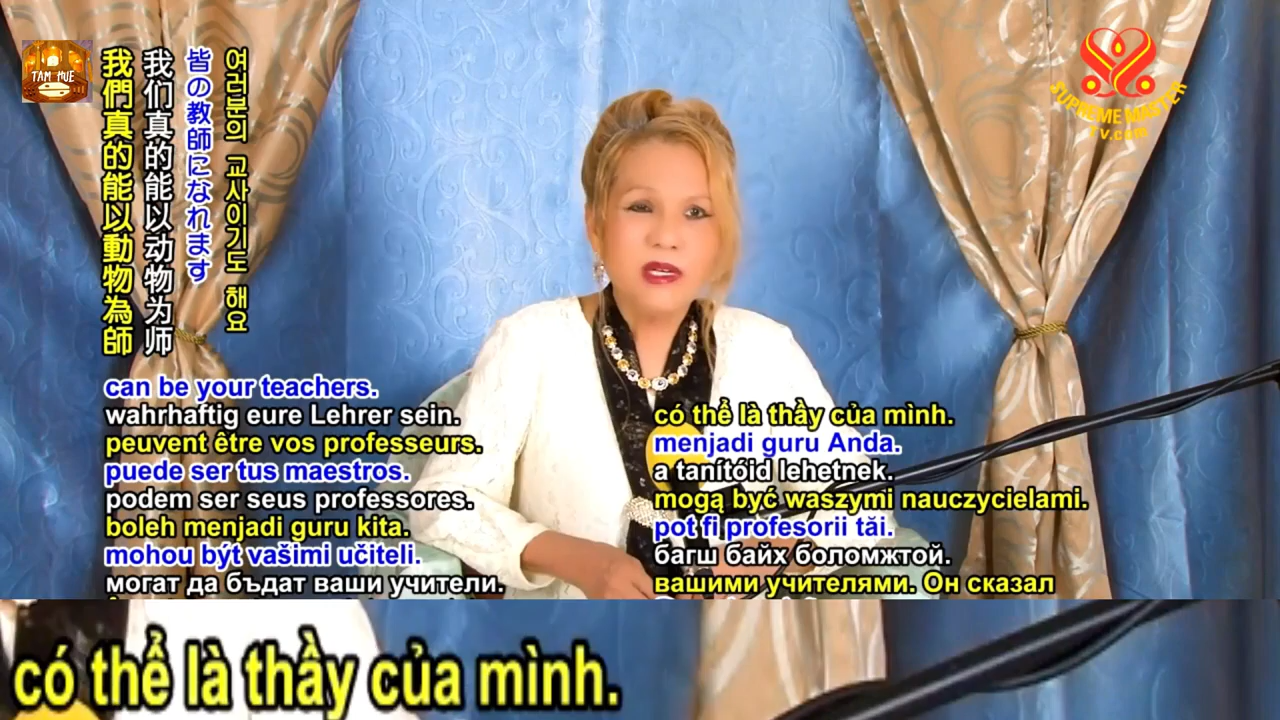 TAM HUE
SUPREME MASTER
TV.com
여러분의 교사이기도 해요
皆の教師になれます
我们真的能以动物为师
我們真的能以動物為師
can be your teachers.
wahrhaftig eure Lehrer sein.
peuvent être vos professeurs.
puede ser tus maestros.
podem ser seus professores.
boleh menjadi guru kita.
mohou být vašimi učiteli.
могат да бъдат ваши учители.
có thể là thầy của mình.
menjadi guru Anda.
a tanítóid lehetnek.
mogą być waszymi nauczycielami.
pot fi profesorii tăi.
багш байх боломжтой.
вашими учителями. Он сказал
có thể là thầy của mình.